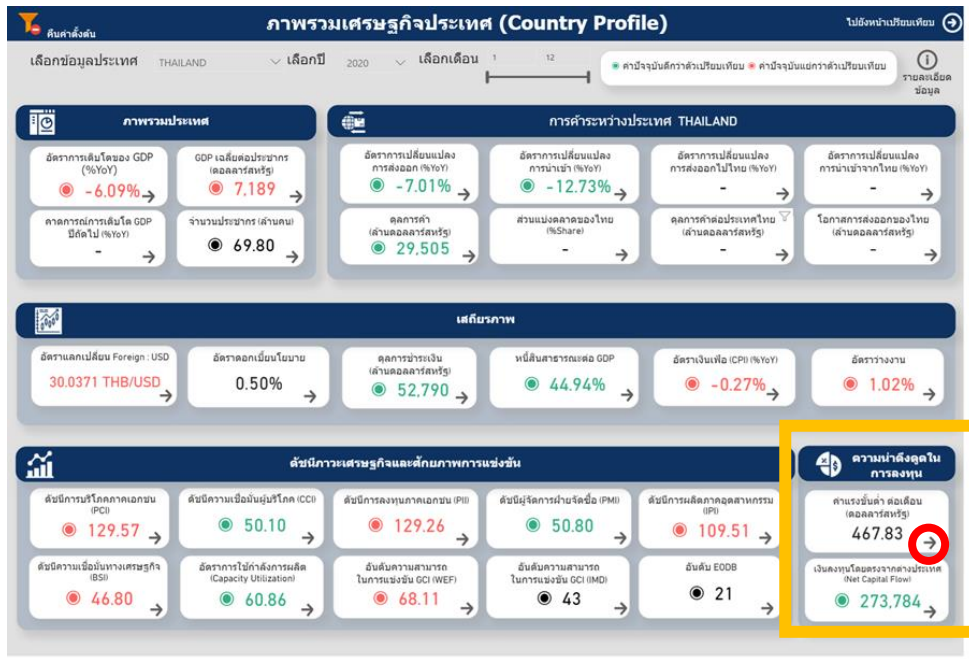 คืนค่าตั้งต้น
ภาพรวมเศรษฐกิจประเทศ (Country Profile)
ไปยังหน้าเปรียบเทียบ
เลือกข้อมูลประเทศ THAILAND
เลือกปี 2020
เลือกเดือน 1 12
ค่าปัจจุบันดีกว่าตัวเปรียบเทียบ ค่าปัจจุบันแย่กว่าตัวเปรียบเทียบ
รายละเอียด
ข้อมูล
ภาพรวมประเทศ
อัตราการเติบโตของ GDP
(%YoY)
-6.09%
GDP เฉลี่ยต่อประชากร
(ดอลลาร์สหรัฐ)
7,189
คาดการณ์การเติบโต GDP
ปีถัดไป (%YoY)
-
จำนวนประชากร (ล้านคน)
69.80
การค้าระหว่างประเทศ THAILAND
อัตราการเปลี่ยนแปลง
การส่งออก (%YoY)
-7.01%
อัตราการเปลี่ยนแปลง
การนำเข้า (%YoY)
-12.73%
อัตราการเปลี่ยนแปลง
การส่งออกไปไทย (%YoY)
-
อัตราการเปลี่ยนแปลง
การนำเข้าจากไทย (%YoY)
-
ดุลการค้า
(ล้านดอลลาร์สหรัฐ)
29,505
ส่วนแบ่งตลาดของไทย
(%Share)
-
ดุลการค้าต่อประเทศไทย
(ล้านดอลลาร์สหรัฐ)
-
โอกาสการส่งออกของไทย
(ล้านดอลลาร์สหรัฐ)
-
เสถียรภาพ
อัตราแลกเปลี่ยน Foreign : USD
30.0371 THB/USD
อัตราดอกเบี้ยนโยบาย
0.50%
ดุลการชำระเงิน
(ล้านดอลลาร์สหรัฐ)
52,790
หนี้สินสาธารณะต่อ GDP
44.94%
อัตราเงินเฟ้อ (CPI) (%YoY)
-0.27%
อัตราว่างงาน
1.02%
ดัชนีภาวะเศรษฐกิจและศักยภาพการแข่งขัน
ดัชนีการบริโภคภาคเอกชน
(PCI)
129.57
ดัชนีความเชื่อมั่นผู้บริโภค (CCI)
50.10
ดัชนีการลงทุนภาคเอกชน (PII)
129.26
ดัชนีผู้จัดการฝ่ายจัดซื้อ (PMI)
50.80
ดัชนีการผลิตภาคอุตสาหกรรม
(IPI)
109.51
ดัชนีความเชื่อมั่นทางเศรษฐกิจ
(BSI)
46.80
อัตราการใช้กำลังการผลิต
(Capacity Utilization)
60.86
อันดับความสามารถ
ในการแข่งขัน GCI (WEF)
68.11
อันดับความสามารถ
ในการแข่งขัน GCI (IMD)
43
อันดับ EODB
21
ความน่าดึงดูดใน
การลงทุน
ค่าแรงขั้นต่ำ ต่อเดือน
(ดอลลาร์สหรัฐ)
467.83
เงินลงทุนโดยตรงจากต่างประเทศ
(Net Capital Flow)
273,784